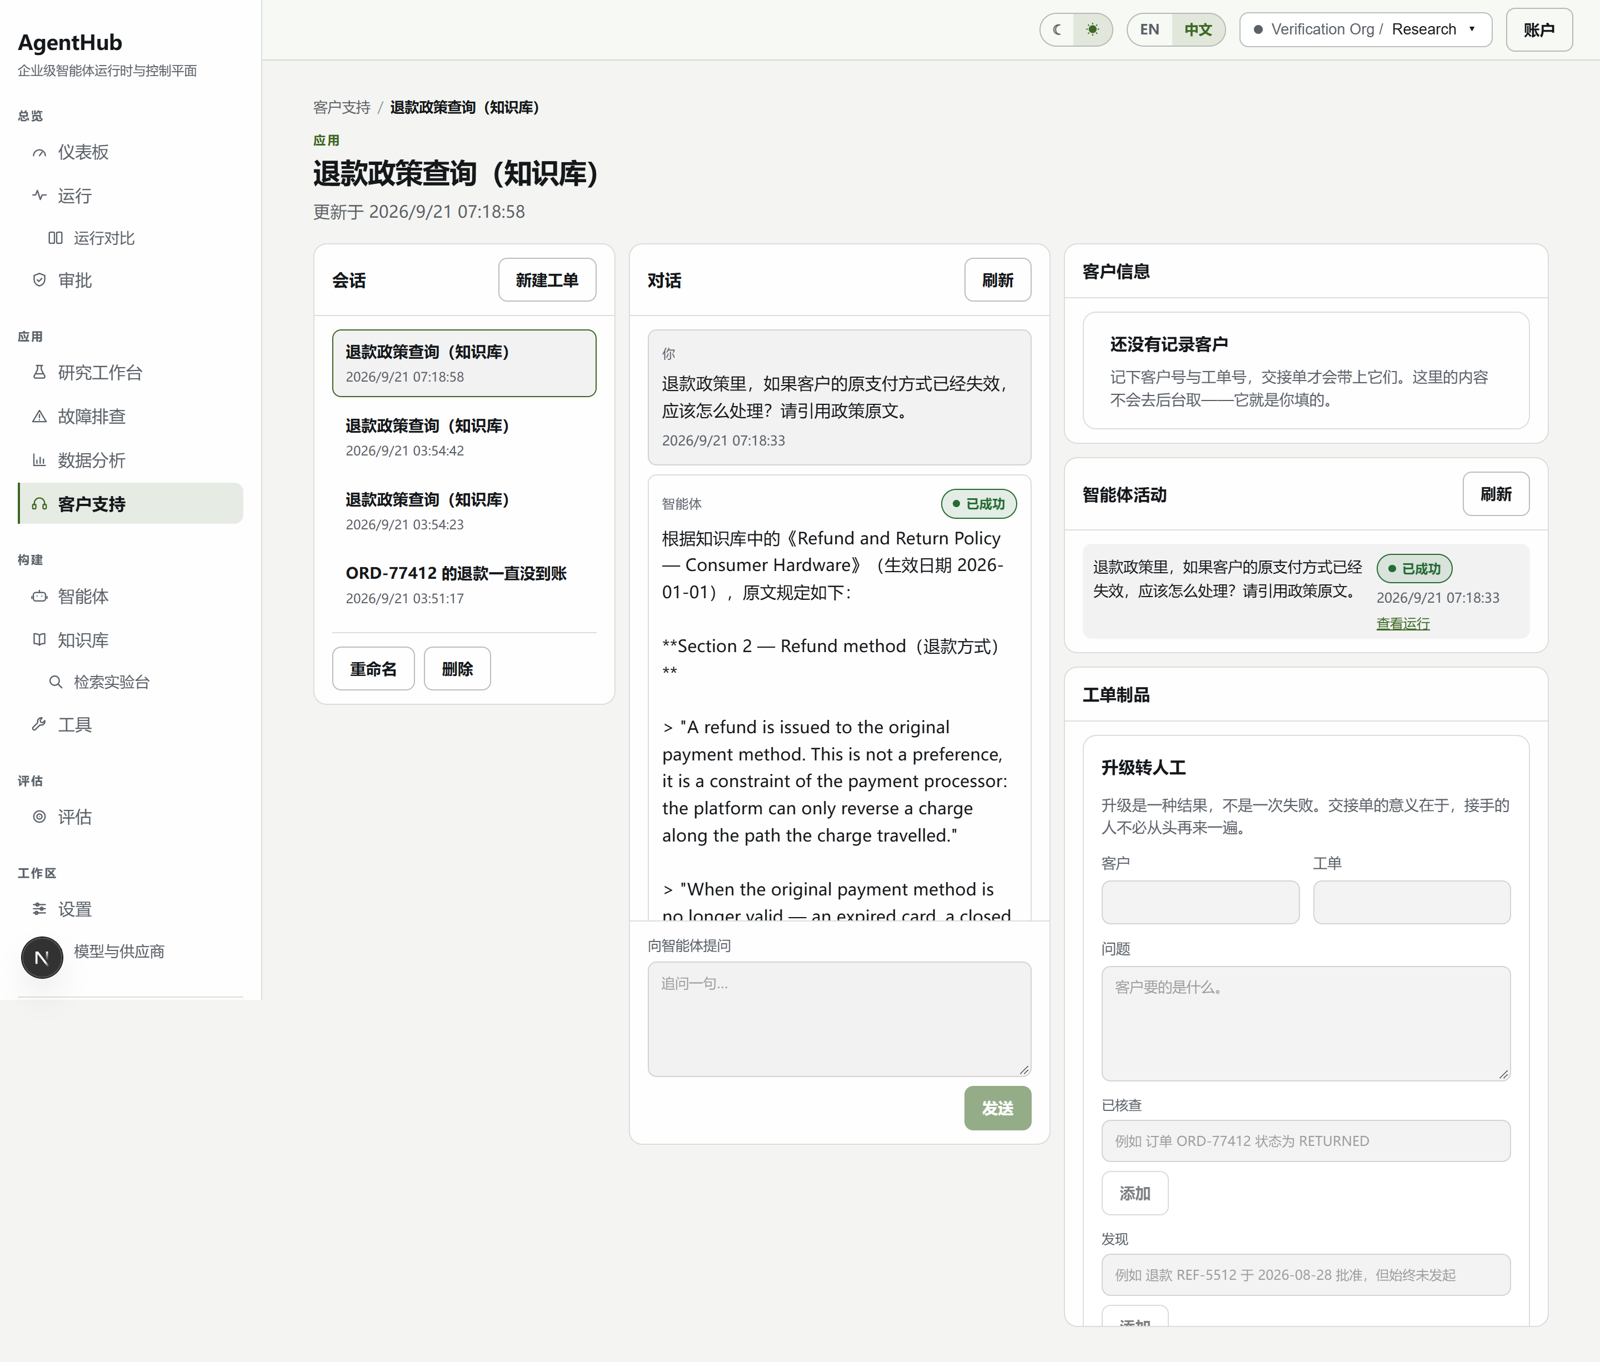 AgentHub
企业级智能体运行时与控制平面
总览
仪表板
运行
运行对比
审批
应用
研究工作台
故障排查
数据分析
客户支持
构建
智能体
知识库
检索实验台
工具
评估
评估
工作区
设置
N
模型与供应商
EN
中文
Verification Org / Research
账户
客户支持 / 退款政策查询（知识库）
应用
退款政策查询（知识库）
更新于 2026/9/21 07:18:58
会话
新建工单
退款政策查询（知识库）
2026/9/21 07:18:58
退款政策查询（知识库）
2026/9/21 03:54:42
退款政策查询（知识库）
2026/9/21 03:54:23
ORD-77412 的退款一直没到账
2026/9/21 03:51:17
重命名
删除
对话
刷新
你
退款政策里，如果客户的原支付方式已经失效，
应该怎么处理？请引用政策原文。
2026/9/21 07:18:33
智能体
已成功
根据知识库中的《Refund and Return Policy
— Consumer Hardware》（生效日期 2026-
01-01），原文规定如下：
**Section 2 — Refund method（退款方式）
**
> "A refund is issued to the original
payment method. This is not a preference,
it is a constraint of the payment processor:
the platform can only reverse a charge
along the path the charge travelled."
> "When the original payment method is
no longer valid — an expired card, a closed
向智能体提问
追问一句...
发送
客户信息
还没有记录客户
记下客户号与工单号，交接单才会带上它们。这里的内容
不会去后台取——它就是你填的。
智能体活动
刷新
退款政策里，如果客户的原支付方式已经
失效，应该怎么处理？请引用政策原文。
已成功
2026/9/21 07:18:33
查看运行
工单制品
升级转人工
升级是一种结果，不是一次失败。交接单的意义在于，接手的
人不必从头再来一遍。
客户
工单
问题
客户要的是什么。
已核查
例如 订单 ORD-77412 状态为 RETURNED
添加
发现
例如 退款 REF-5512 于 2026-08-28 批准，但始终未发起
添加